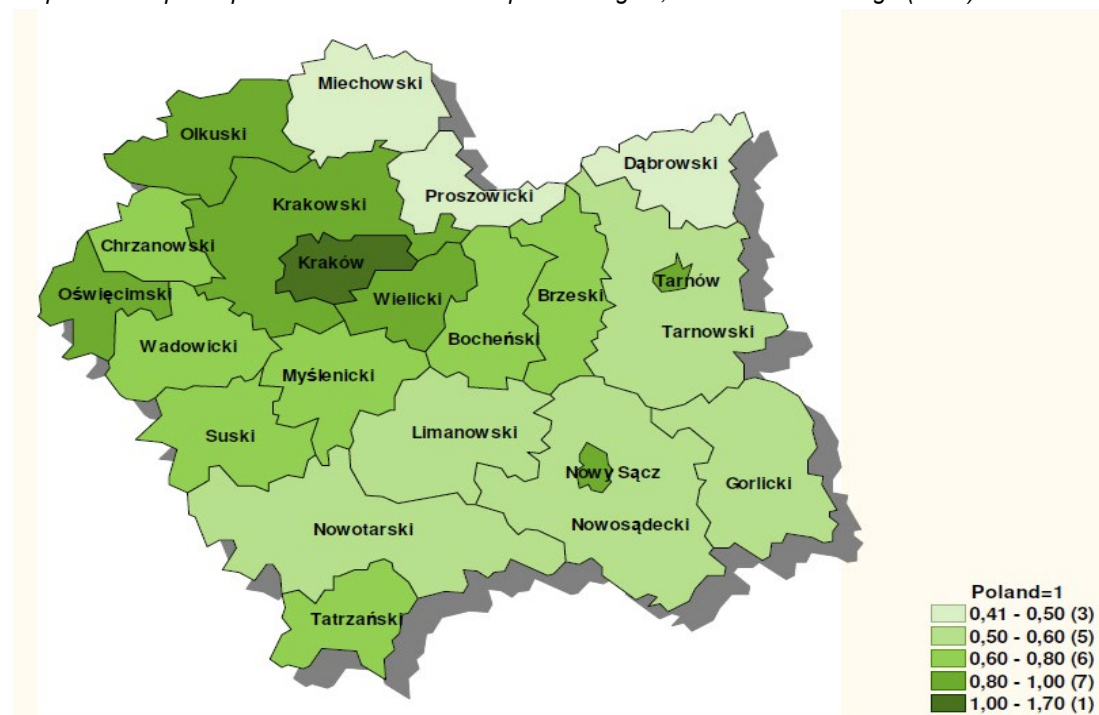 Miechowski
Olkuski
Dąbrowski
Proszowicki
Krakowski
Chrzanowski
Kraków
Tarnów
Oświęcimski
Wielicki
Brzeski
Tarnowski
Bocheński
Wadowicki
Myślenicki
Suski
Limanowski
Nowy Sącz
Gorlicki
Nowosądecki
Nowotarski
Tatrzański
Poland=1
0,41 - 0,50 (3)
0,50 - 0,60 (5)
0,60 - 0,80 (6)
0,80 - 1,00 (7)
1,00 - 1,70 (1)